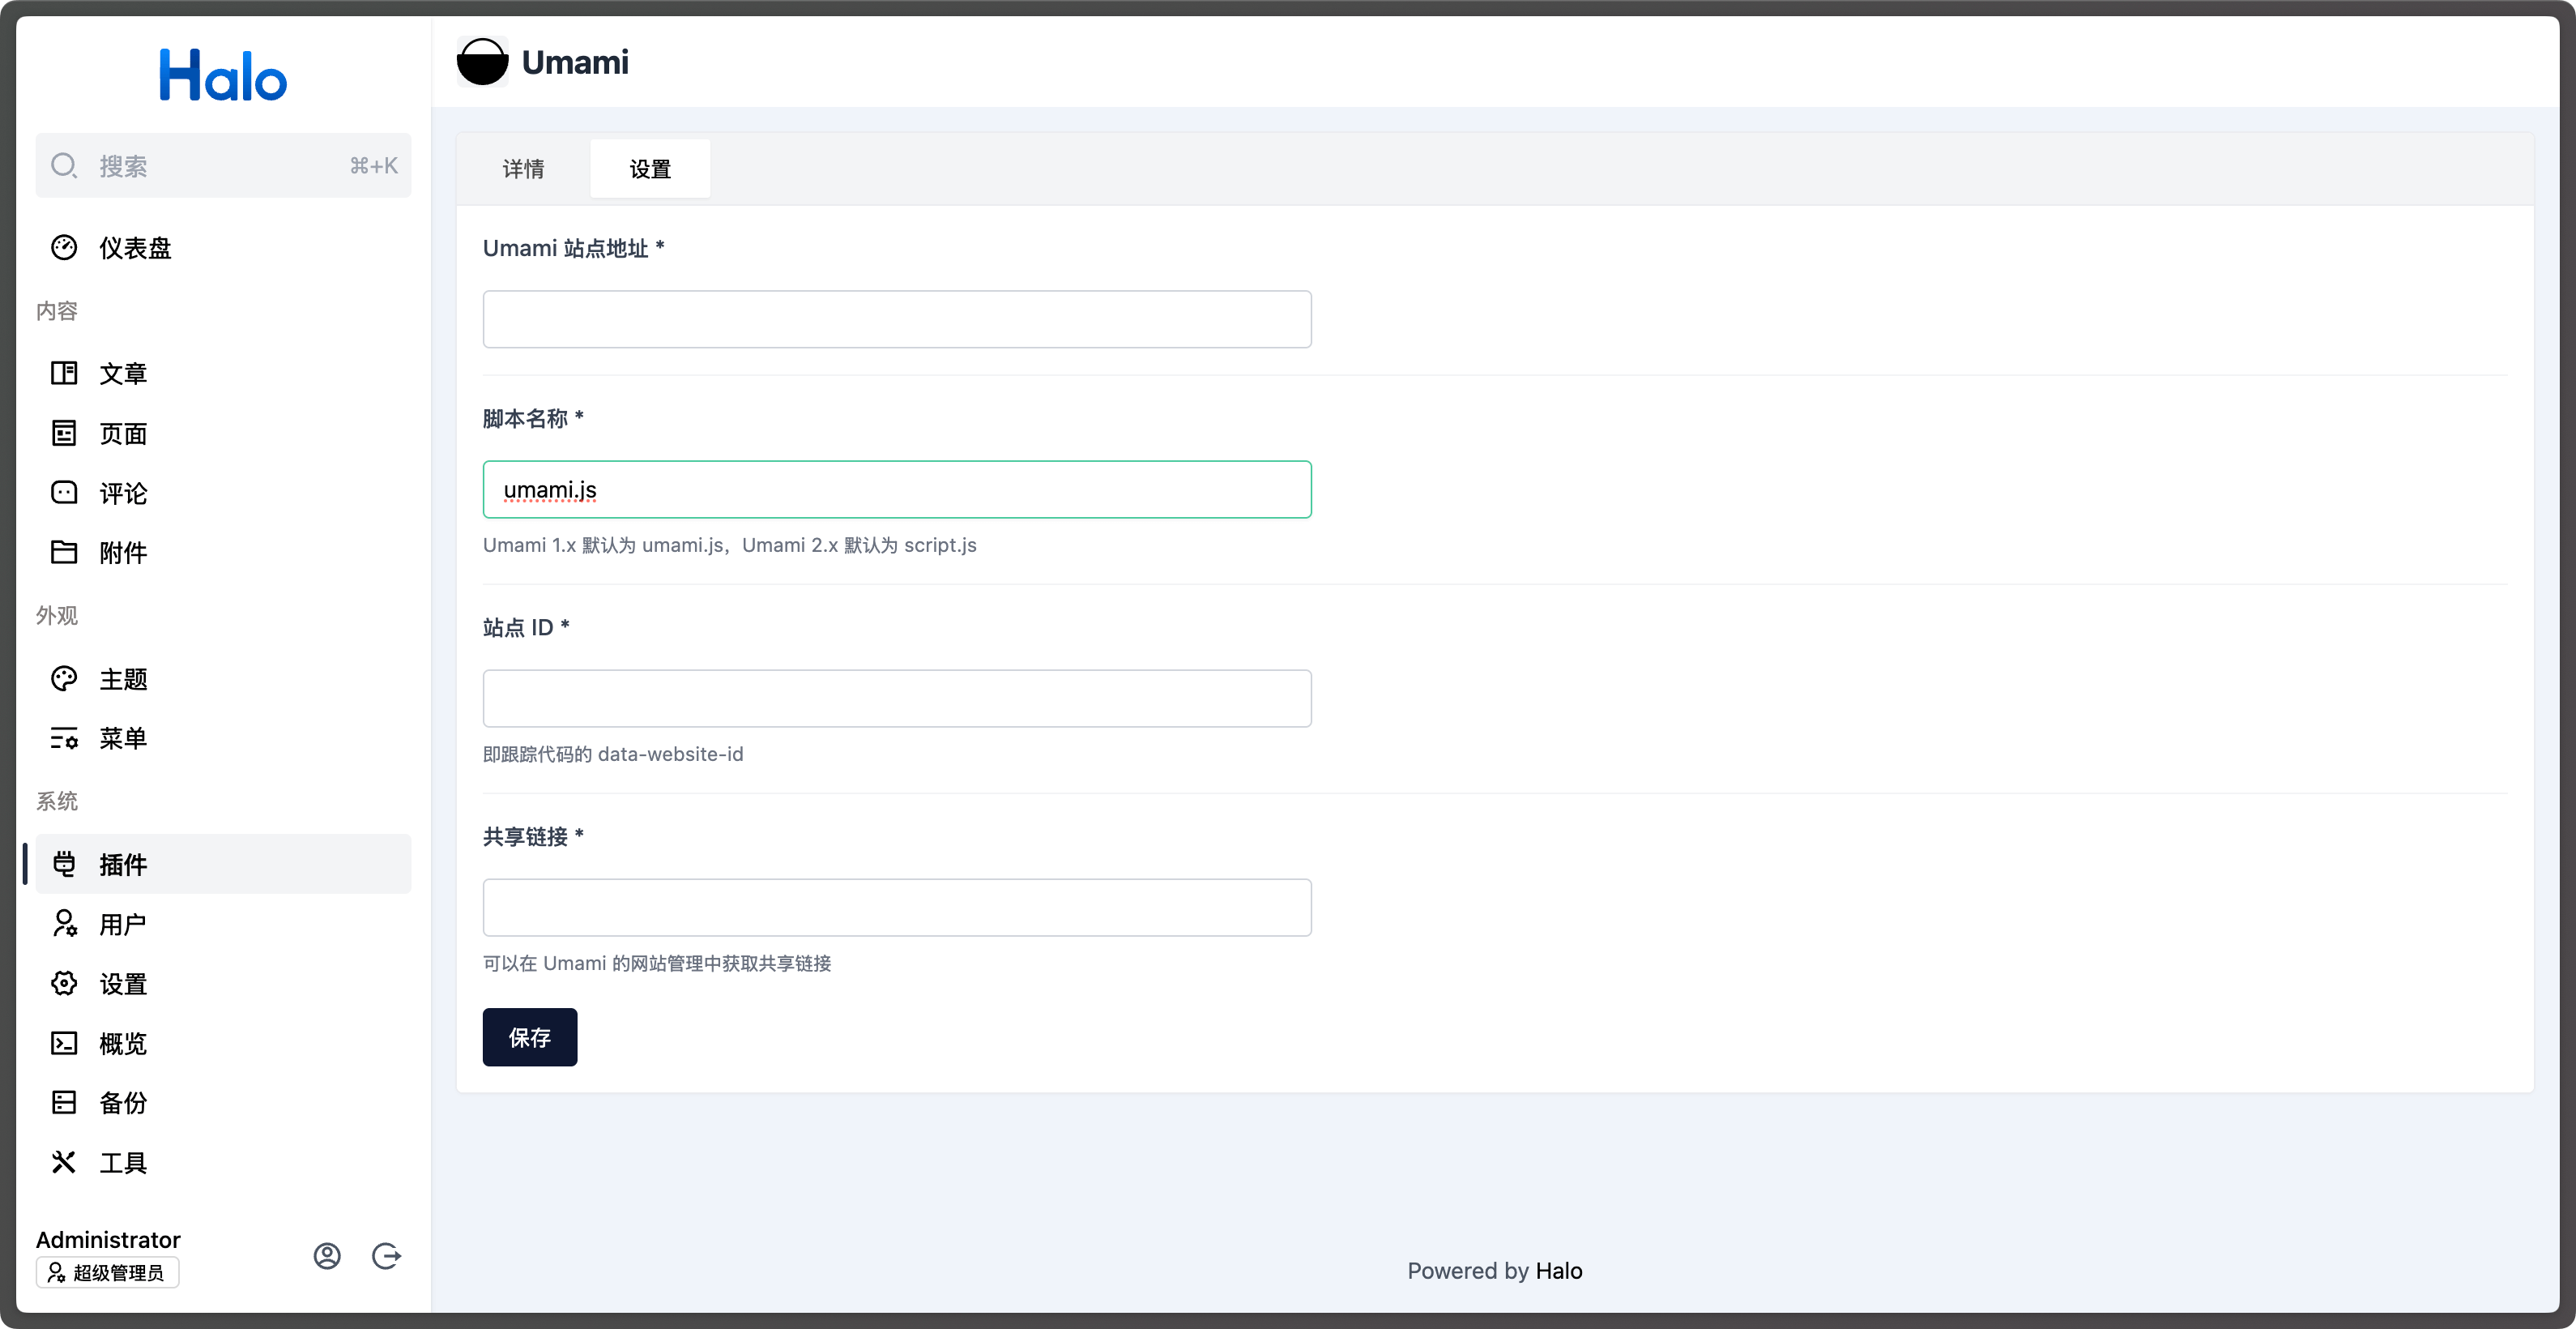 Halo
搜索
⌘+K
仪表盘
内容
文章
页面
评论
附件
外观
主题
菜单
系统
插件
用户
设置
概览
备份
工具
Administrator
超级管理员
Umami
详情
设置
Umami 站点地址 *
脚本名称 *
umami.js
Umami 1.x 默认为 umami.js，Umami 2.x 默认为 script.js
站点 ID *
即跟踪代码的 data-website-id
共享链接 *
可以在 Umami 的网站管理中获取共享链接
保存
Powered by Halo